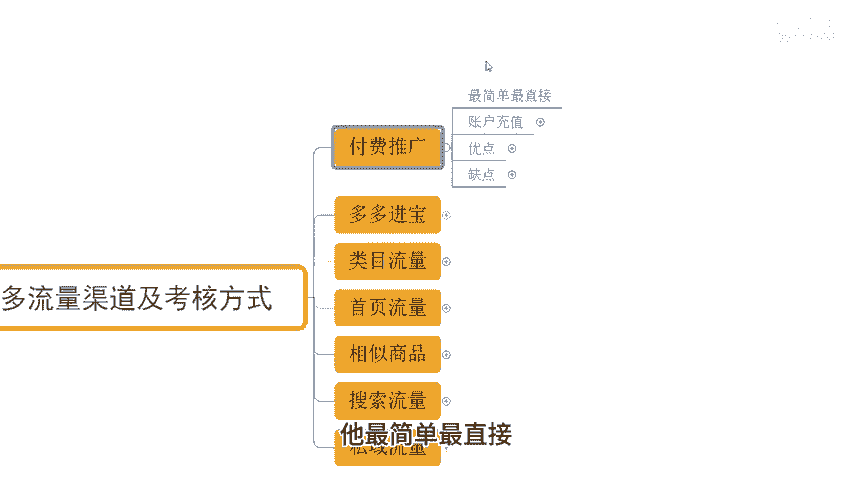 最简单最直接
账户充值
付费推广
优点
缺点
多多进宝
类目流量
首页流量
多流量渠道及考核方式
相似商品
搜索流量
他最简单最直接
私域流量